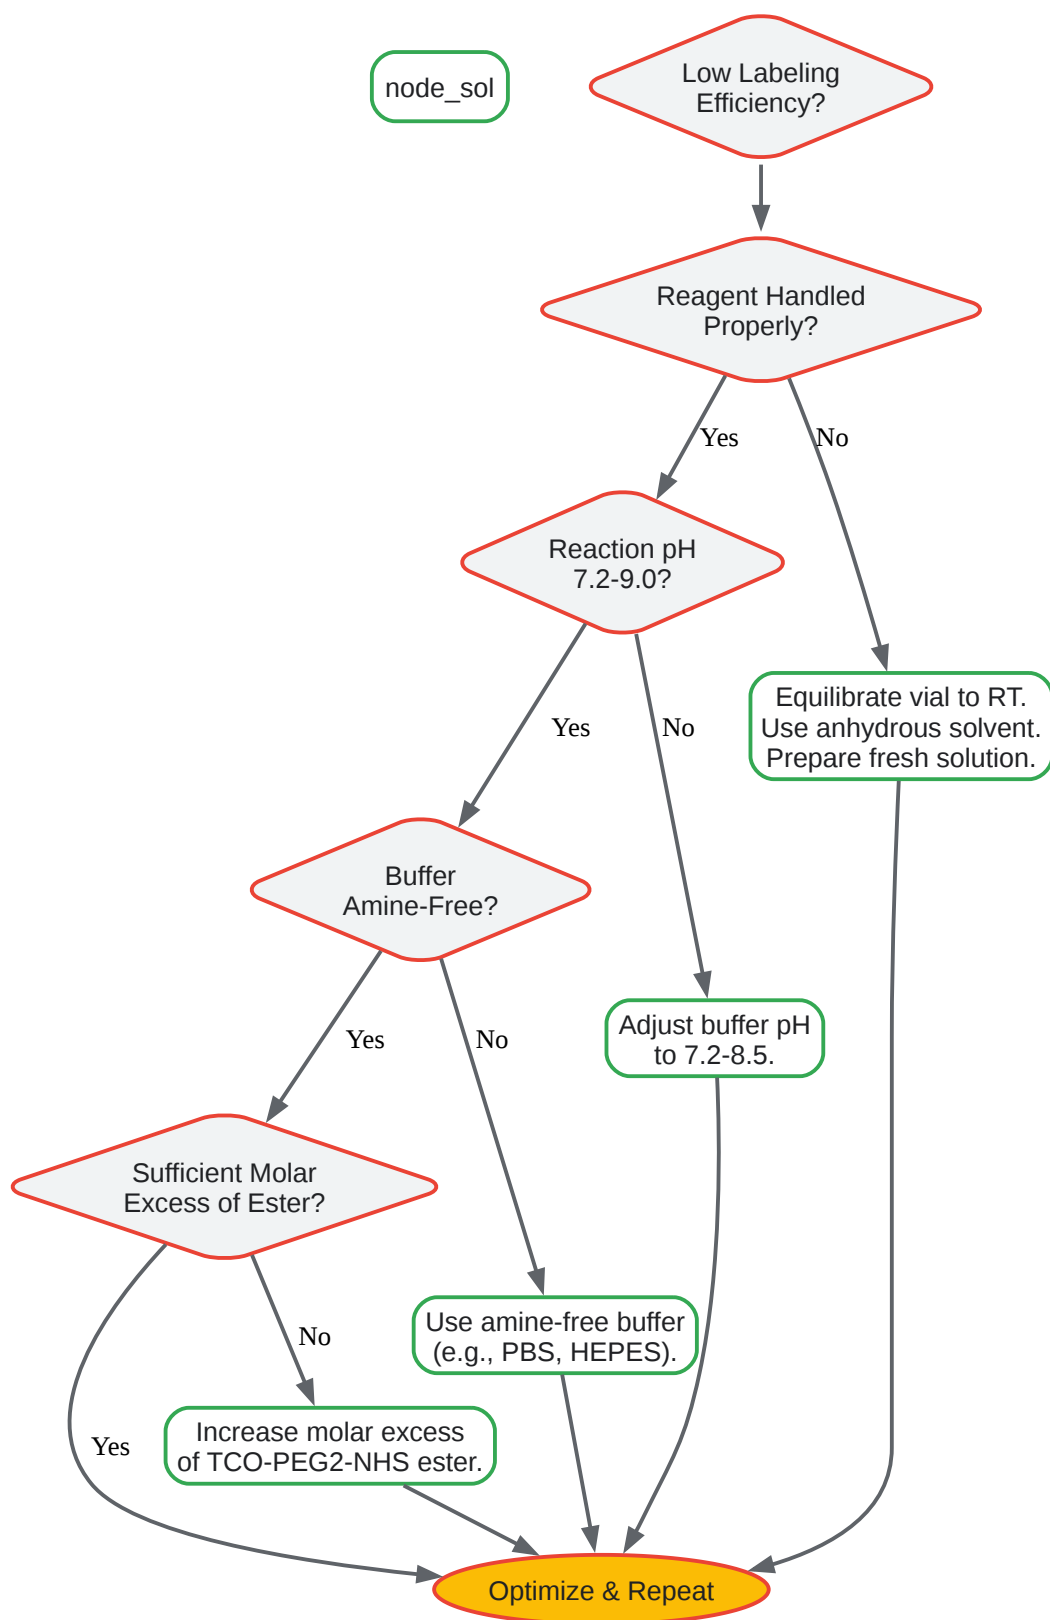 node_sol
Low Labeling
Efficiency?
Reagent Handled
Properly?
Yes
No
Reaction pH
7.2-9.0?
Equilibrate vial to RT.
Use anhydrous solvent.
Prepare fresh solution.
Yes
No
Buffer
Amine-Free?
Adjust buffer pH
to 7.2-8.5.
Yes
No
Sufficient Molar
Excess of Ester?
Use amine-free buffer
(e.g., PBS, HEPES).
No
Yes
Increase molar excess
of TCO-PEG2-NHS ester.
Optimize & Repeat